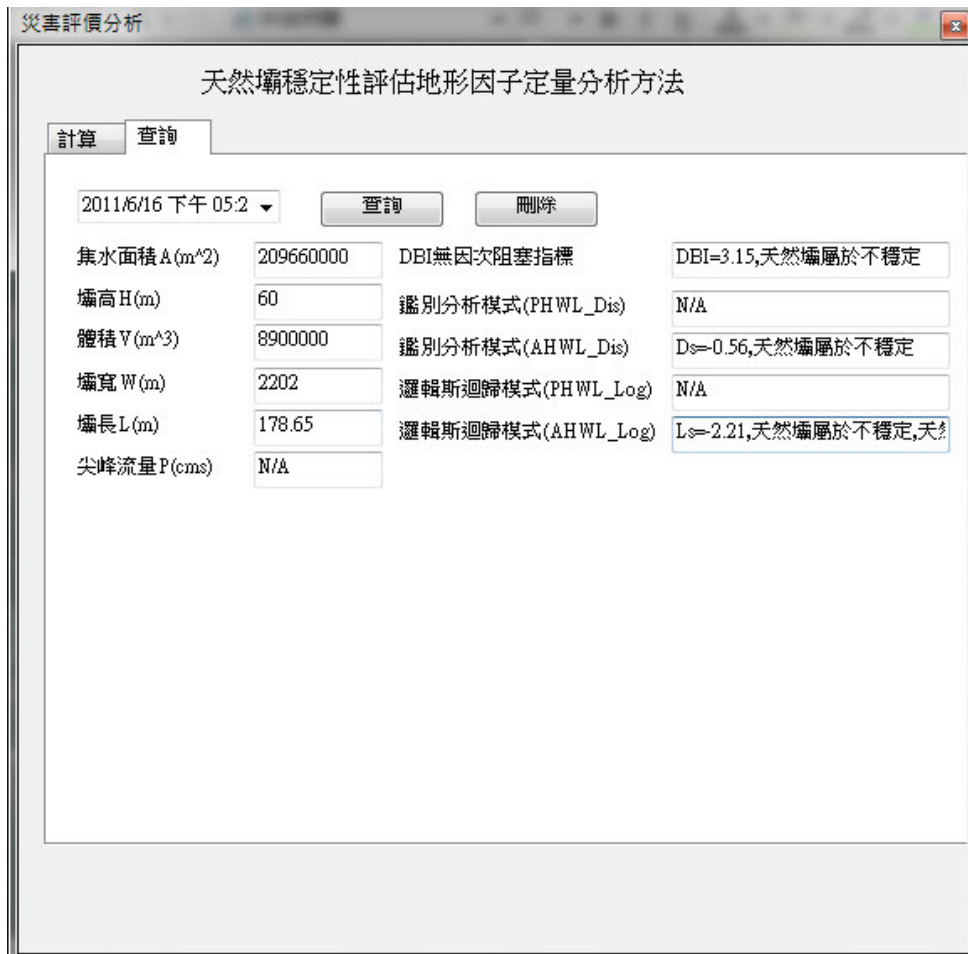 災害評價分析
天然壩穩定性評估地形因子定量分析方法
計算 查詢
2011/6/16 下午 05:2 查詢 刪除
集水面積A(m^2) 209660000 DBI無因次阻塞指標 DBI=3.15,天然壩屬於不穩定
壩高H(m) 60 鑑別分析模式(PHWL_Dis) N/A
體積V(m^3) 8900000 鑑別分析模式(AHWL_Dis) Ds=-0.56,天然壩屬於不穩定
壩寬W(m) 2202 邏輯斯迴歸模式(PHWL_Log) N/A
壩長L(m) 178.65 邏輯斯迴歸模式(AHWL_Log) Ls=-2.21,天然壩屬於不穩定,天
尖峰流量P(cms) N/A